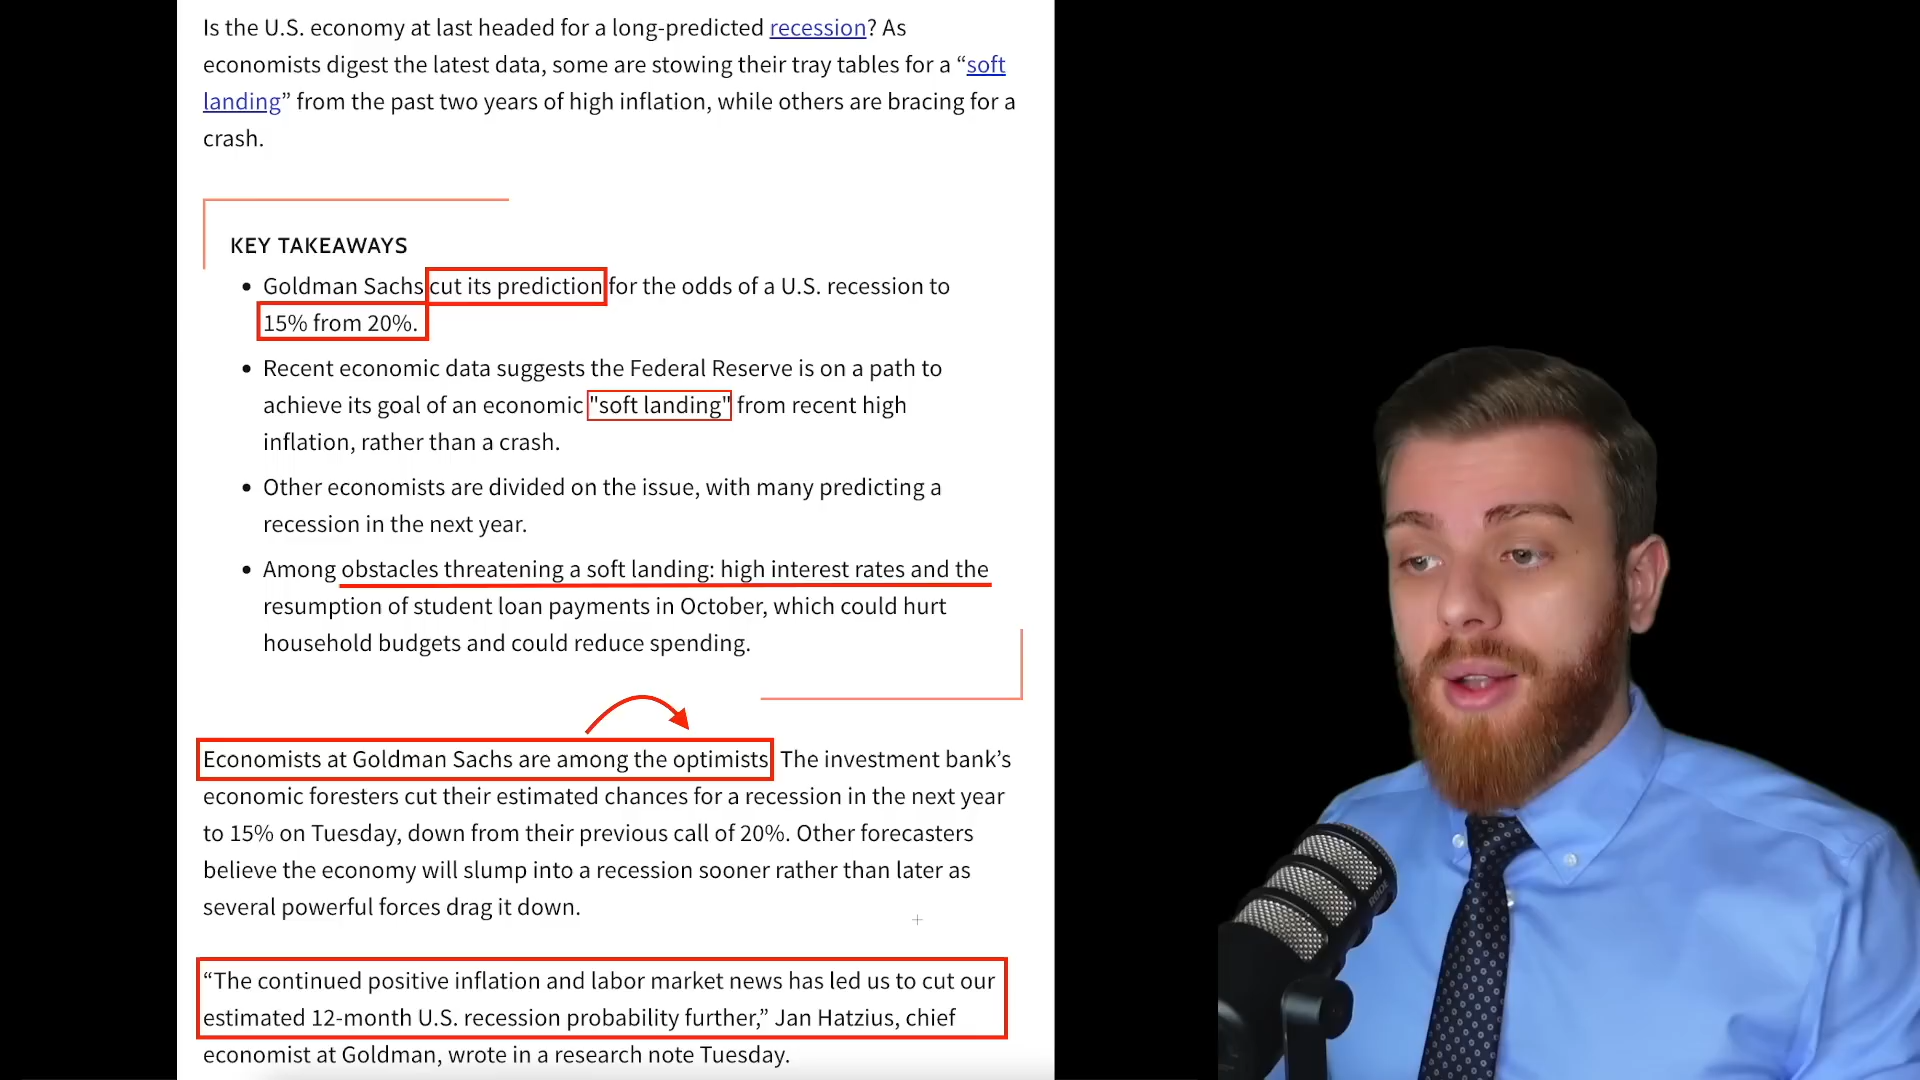 Is the U.S. economy at last headed for a long-predicted recession? As
economists digest the latest data, some are stowing their tray tables for a “soft
landing” from the past two years of high inflation, while others are bracing for a
crash.
KEY TAKEAWAYS
• Goldman Sachs cut its prediction for the odds of a U.S. recession to
15% from 20%.
• Recent economic data suggests the Federal Reserve is on a path to
achieve its goal of an economic "soft landing" from recent high
inflation, rather than a crash.
• Other economists are divided on the issue, with many predicting a
recession in the next year.
• Among obstacles threatening a soft landing: high interest rates and the
resumption of student loan payments in October, which could hurt
household budgets and could reduce spending.
Economists at Goldman Sachs are among the optimists The investment bank’s
economic foresters cut their estimated chances for a recession in the next year
to 15% on Tuesday, down from their previous call of 20%. Other forecasters
believe the economy will slump into a recession sooner rather than later as
several powerful forces drag it down.
“The continued positive inflation and labor market news has led us to cut our
estimated 12-month U.S. recession probability further,” Jan Hatzius, chief
economist at Goldman, wrote in a research note Tuesday.
RØDE